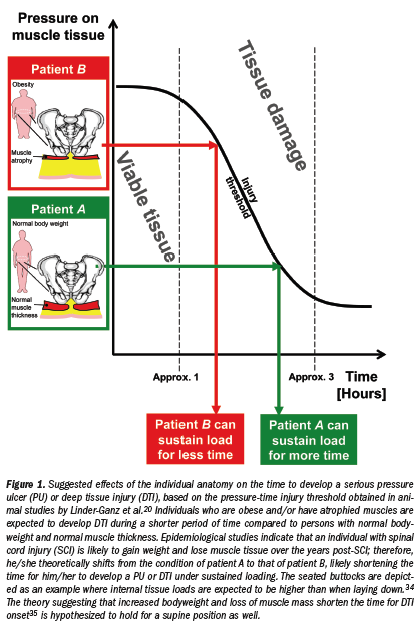 Pressure on
muscle tissue
Patient B
Obesity
Muscle
atrophy
Patient A
Normal body weight
Normal
muscle
thickness
Viable tissue
Tissue damage
Injury
threshold
Approx. 1
Approx. 3
Time
[Hours]
Patient B can
sustain load
for less time
Patient A can
sustain load
for more time
Figure 1. Suggested effects of the individual anatomy on the time to develop a serious pressure
ulcer (PU) or deep tissue injury (DTI), based on the pressure-time injury threshold obtained in ani-
mal studies by Linder-Ganz et al.20 Individuals who are obese and/or have atrophied muscles are
expected to develop DTI during a shorter period of time compared to persons with normal body-
weight and normal muscle thickness. Epidemiological studies indicate that an individual with spinal
cord injury (SCI) is likely to gain weight and lose muscle tissue over the years post-SCI; therefore,
he/she theoretically shifts from the condition of patient A to that of patient B, likely shortening the
time for him/her to develop a PU or DTI under sustained loading. The seated buttocks are depict-
ed as an example where internal tissue loads are expected to be higher than when laying down.34
The theory suggesting that increased bodyweight and loss of muscle mass shorten the time for DTI
onset35 is hypothesized to hold for a supine position as well.